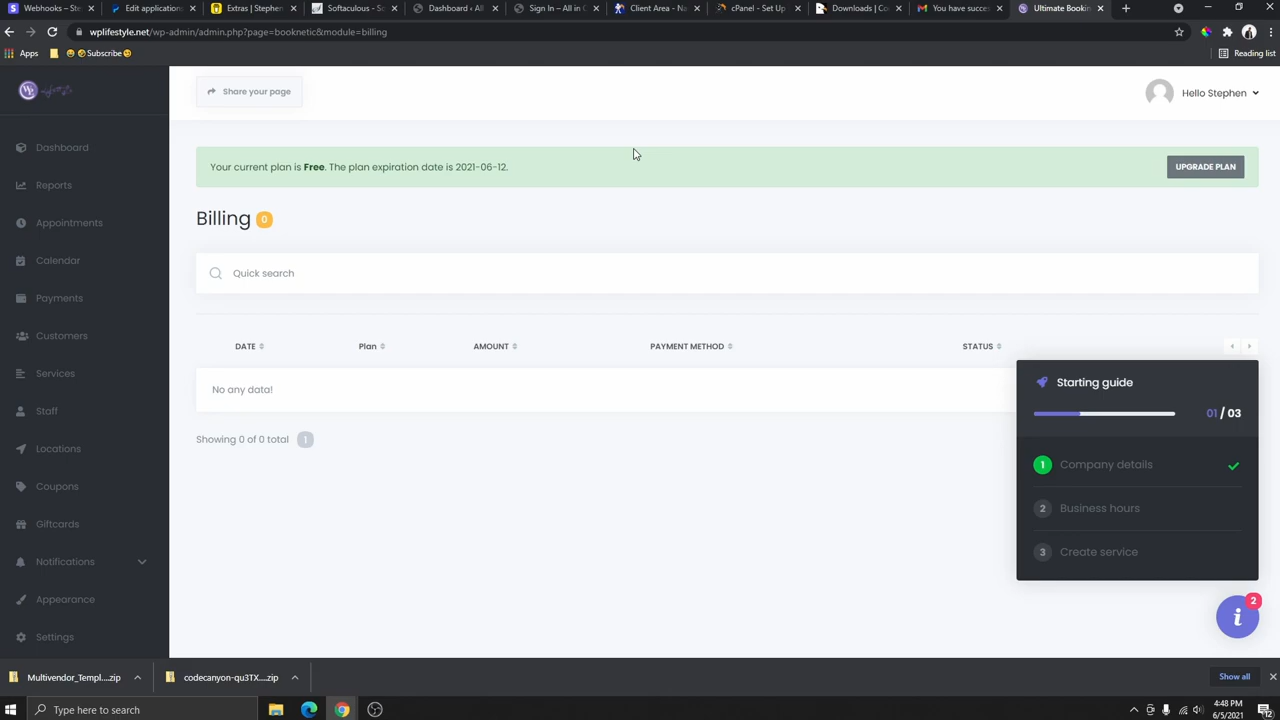 Webhooks – Ste
Edit applications
Extras | Stephen
Softaculous - So
Dashboard ‹ All
Sign In – All in O
Client Area - Na
cPanel - Set Up
Downloads | Co
You have succes
Ultimate Bookin
wplifestyle.net/wp-admin/admin.php?page=booknetic&module=billing
Apps
Subscribe
Reading list
Share your page
Hello Stephen
Dashboard
Reports
Appointments
Calendar
Payments
Customers
Services
Staff
Locations
Coupons
Giftcards
Notifications
Appearance
Settings
Your current plan is Free. The plan expiration date is 2021-06-12.
UPGRADE PLAN
Billing 0
Quick search
DATE Plan AMOUNT PAYMENT METHOD STATUS
No any data!
Showing 0 of 0 total 1
Starting guide
01 / 03
1 Company details
2 Business hours
3 Create service
2
i
Multivendor_Templ....zip
codecanyon-qu3TX....zip
Show all
Type here to search
4:48 PM
6/5/2021